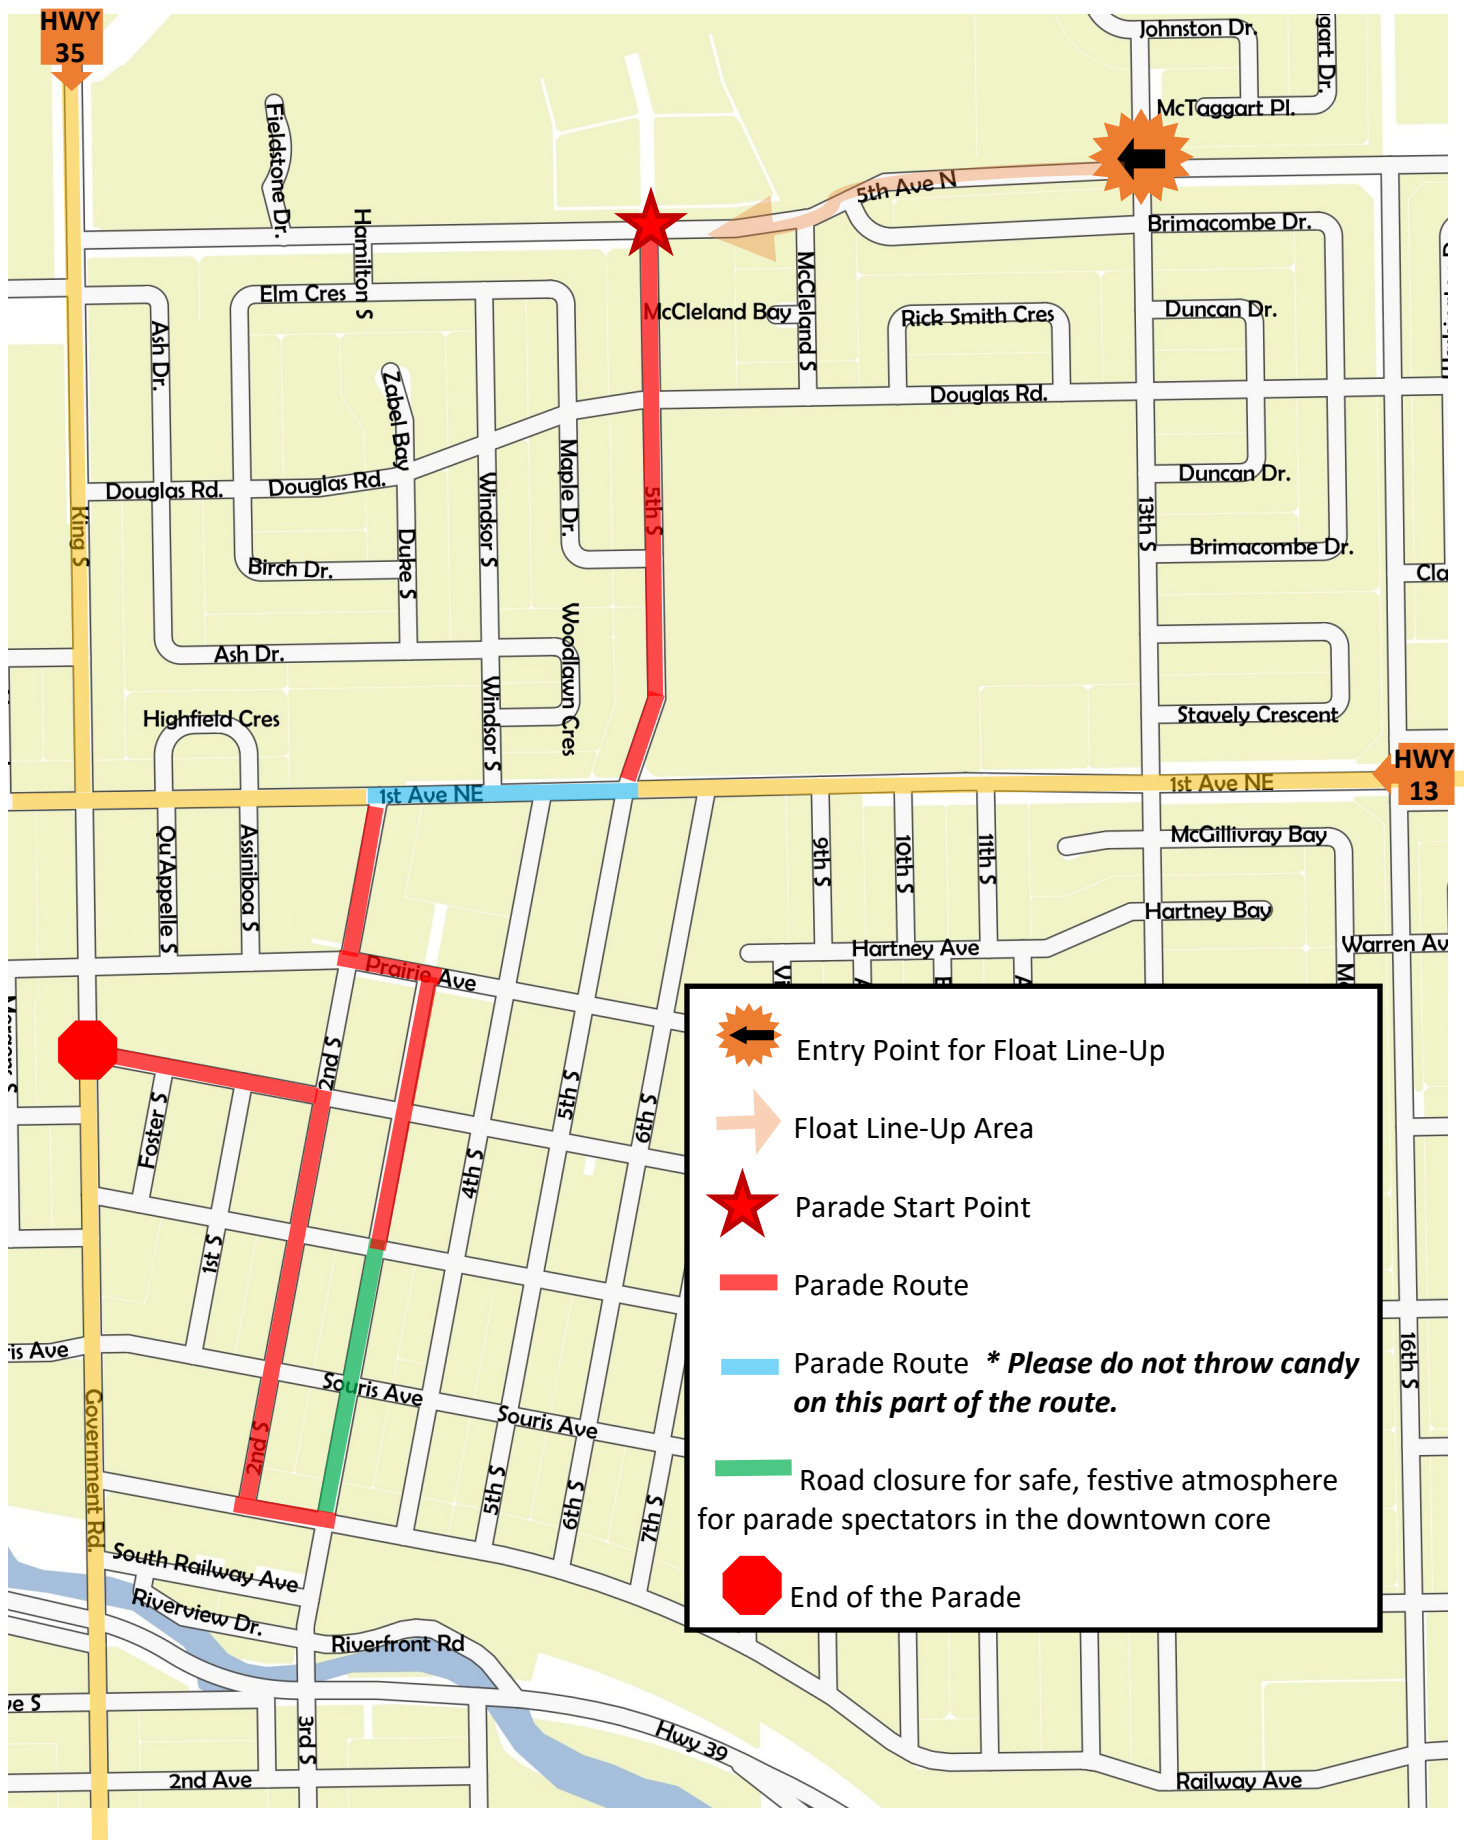 HWY
35
Johnston Dr.
ggart Dr.
McTaggart Pl.
Fieldstone Dr.
5th Ave N
Hamilton S
Brimacombe Dr.
Elm Cres
McCleland Bay
McCleland S
Rick Smith Cres
Duncan Dr.
Ash Dr.
Zabel Bay
Douglas Rd.
Maple Dr.
Douglas Rd.
Douglas Rd.
Windsor S
5th S
Duncan Dr.
13th S
King S
Duke S
Birch Dr.
Brimacombe Dr.
Cla
Woodlawn Cres
Ash Dr.
Windsor S
Highfield Cres
Stavely Crescent
HWY
13
1st Ave NE
1st Ave NE
Qu'Appelle S
Assiniboa S
9th S
10th S
11th S
McGillivray Bay
Hartney Bay
Hartney Ave
Warren Av
Prairie Ave
2nd S
Foster S
5th S
6th S
4th S
1st S
ris Ave
Souris Ave
Souris Ave
16th S
Government Rd.
2nd S
5th S
6th S
7th S
South Railway Ave
Riverview Dr.
Riverfront Rd
ve S
3rd S
Hwy 39
2nd Ave
Railway Ave
Entry Point for Float Line-Up
Float Line-Up Area
Parade Start Point
Parade Route
Parade Route * Please do not throw candy
on this part of the route.
Road closure for safe, festive atmosphere
for parade spectators in the downtown core
End of the Parade